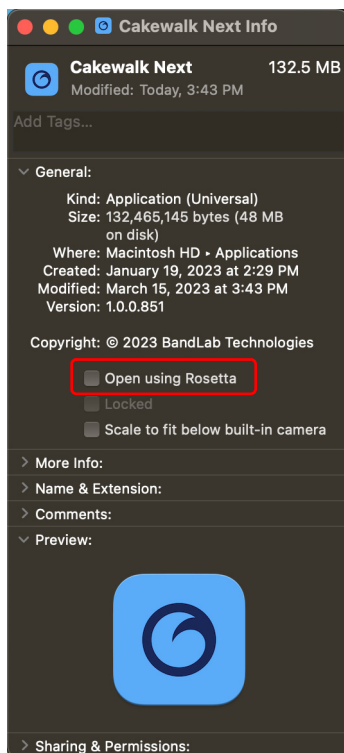 Cakewalk Next Info
Cakewalk Next 132.5 MB
Modified: Today, 3:43 PM
Add Tags...
General:
Kind: Application (Universal)
Size: 132,465,145 bytes (48 MB
on disk)
Where: Macintosh HD ▸ Applications
Created: January 19, 2023 at 2:29 PM
Modified: March 15, 2023 at 3:43 PM
Version: 1.0.0.851
Copyright: © 2023 BandLab Technologies
Open using Rosetta
Locked
Scale to fit below built-in camera
More Info:
Name & Extension:
Comments:
Preview:
Sharing & Permissions: